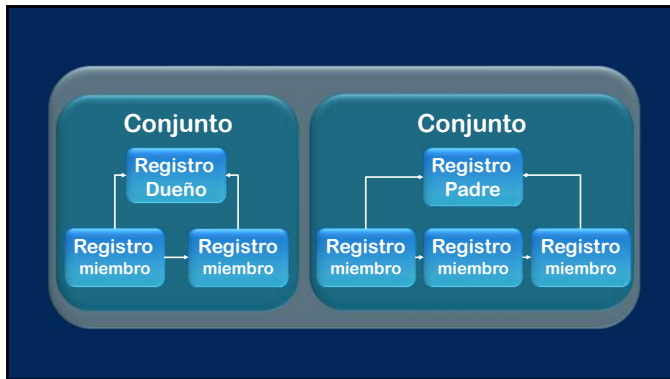 Conjunto
Registro
Dueño
Registro
miembro
Registro
miembro
Conjunto
Registro
Padre
Registro
miembro
Registro
miembro
Registro
miembro